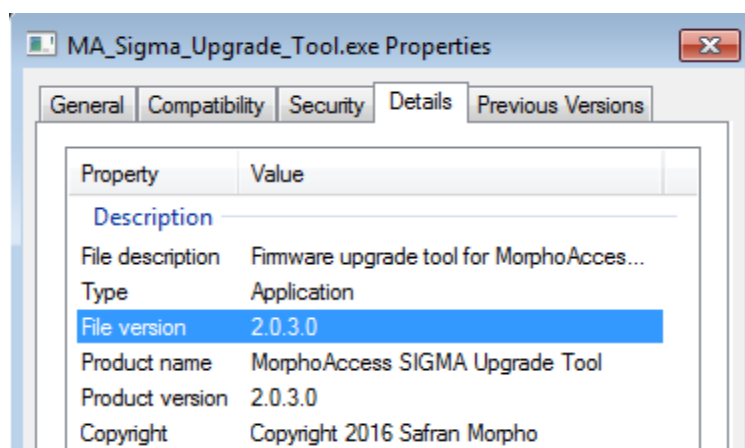 MA_Sigma_Upgrade_Tool.exe Properties
General Compatibility Security Details Previous Versions
Property Value
Description
File description Firmware upgrade tool for MorphoAcces...
Type Application
File version 2.0.3.0
Product name MorphoAccess SIGMA Upgrade Tool
Product version 2.0.3.0
Copyright Copyright 2016 Safran Morpho